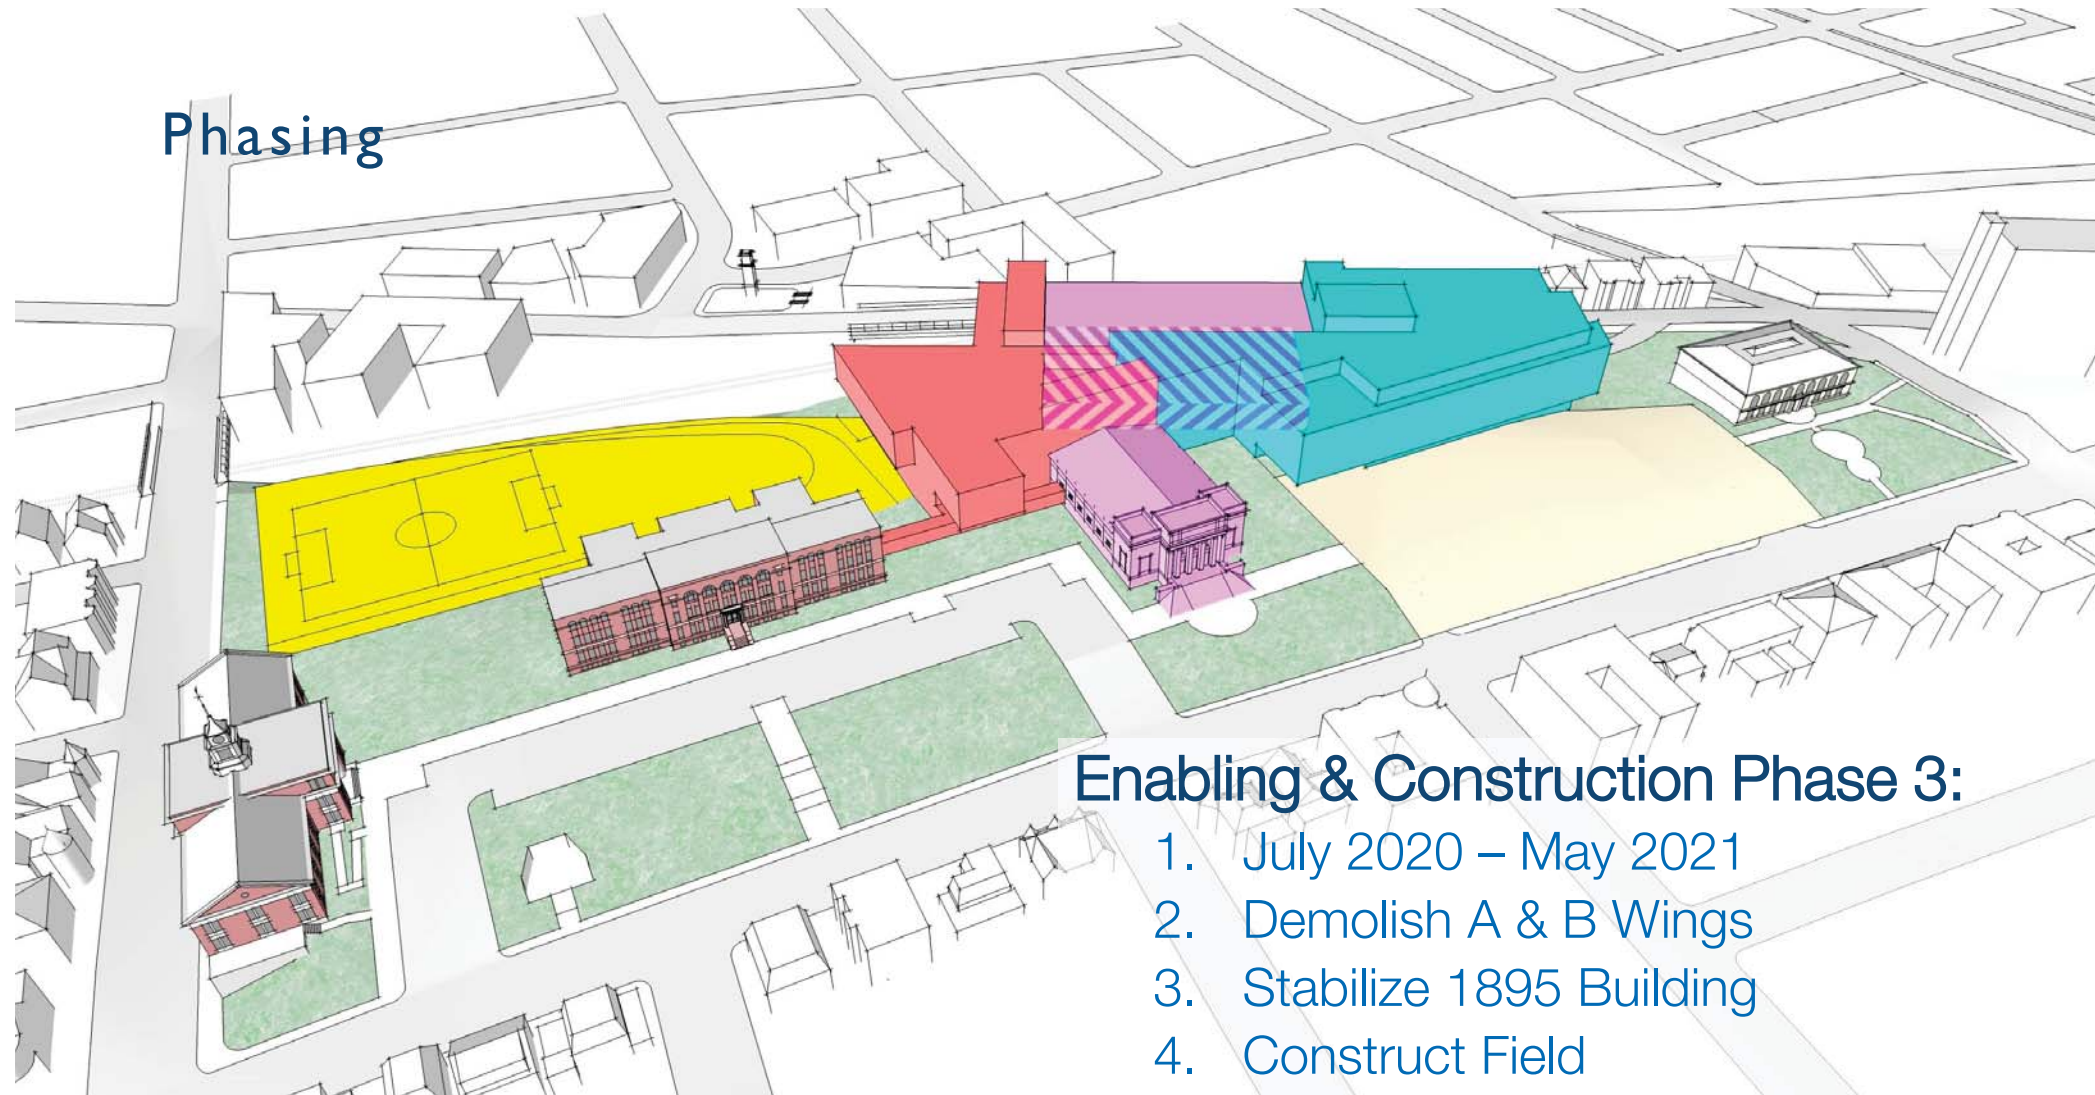 Phasing
Enabling & Construction Phase 3:
1. July 2020 – May 2021
2. Demolish A & B Wings
3. Stabilize 1895 Building
4. Construct Field